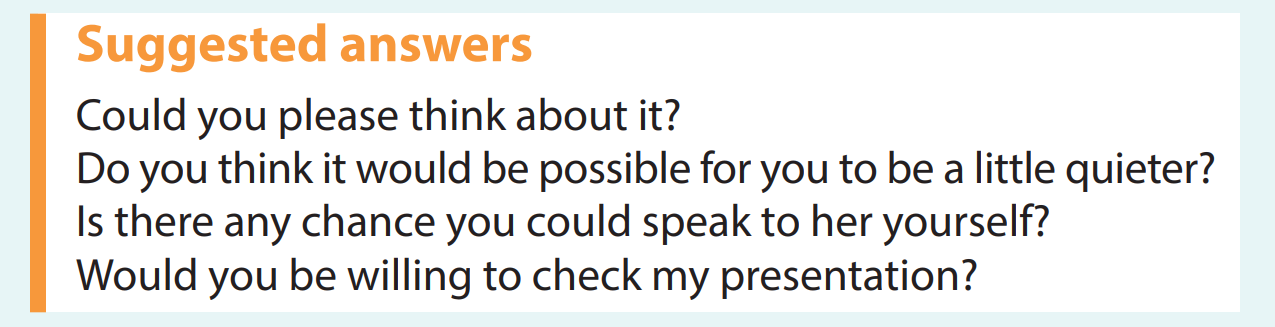 Suggested answers
Could you please think about it?
Do you think it would be possible for you to be a little quieter?
Is there any chance you could speak to her yourself?
Would you be willing to check my presentation?